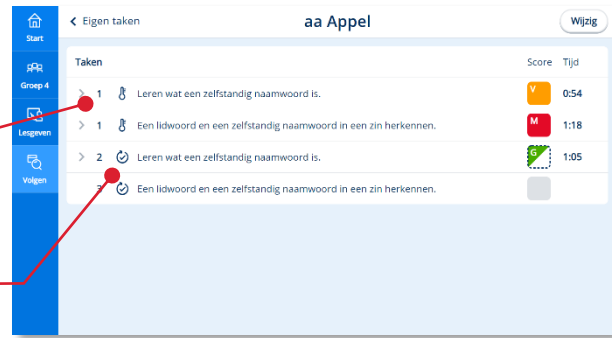 Start
Groep 4
Lesgeven
Volgen
Eigen taken
aa Appel
Wijzig
Taken Score Tijd
1 Leren wat een zelfstandig naamwoord is. V 0:54
1 Een lidwoord en een zelfstandig naamwoord in een zin herkennen. M 1:18
2 Leren wat een zelfstandig naamwoord is. G 1:05
3 Een lidwoord en een zelfstandig naamwoord in een zin herkennen.